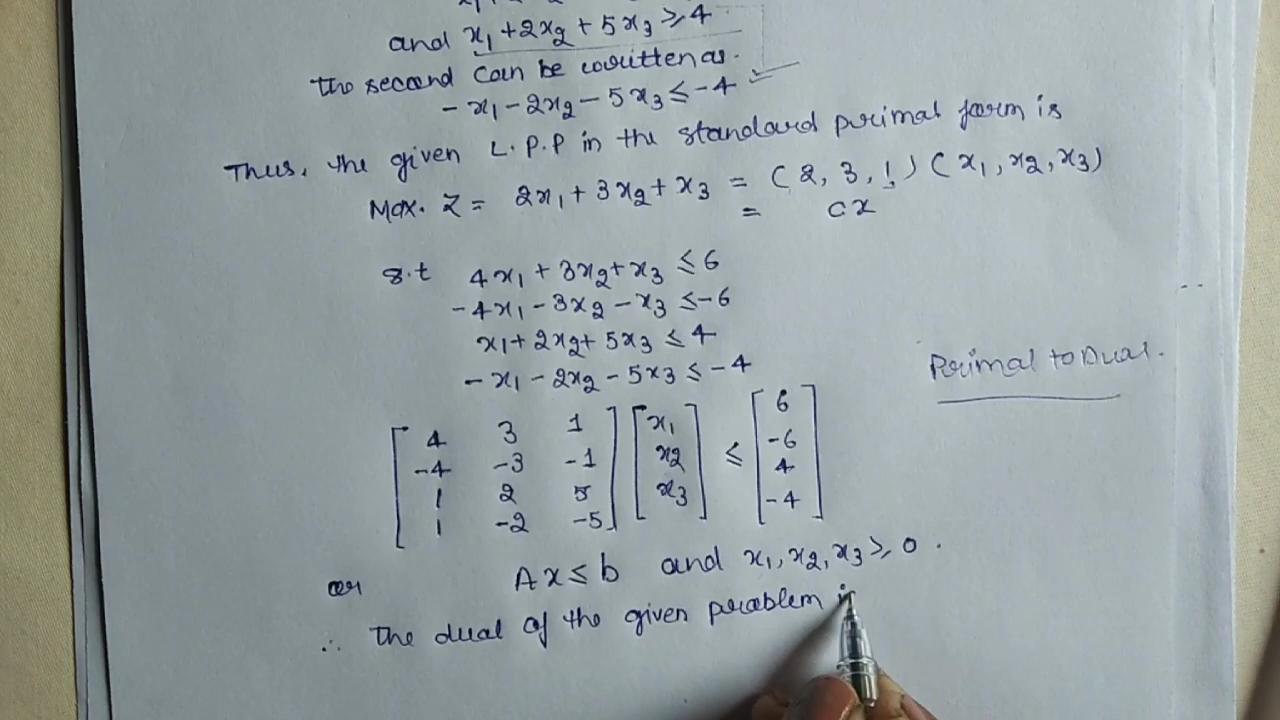 and x₁ + 2x₂ + 5x₃ ≥ 4
the second can be written as.
- x₁ - 2x₂ - 5x₃ ≤ -4
Thus, the given L.P.P in the standard primal form is
Max. Z = 2x₁ + 3x₂ + x₃ = (2, 3, 1) (x₁, x₂, x₃)
= cx
s.t 4x₁ + 3x₂ + x₃ ≤ 6
-4x₁ - 3x₂ - x₃ ≤ -6
x₁ + 2x₂ + 5x₃ ≤ 4
- x₁ - 2x₂ - 5x₃ ≤ -4
Primal to Dual.
[ 4 3 1 ] [ x₁ ] ≤ [ 6 ]
-4 -3 -1 x₂ -6
1 2 5 x₃ 4
1 -2 -5 -4
or Ax ≤ b and x₁, x₂, x₃ ≥ 0.
∴ The dual of the given problem is